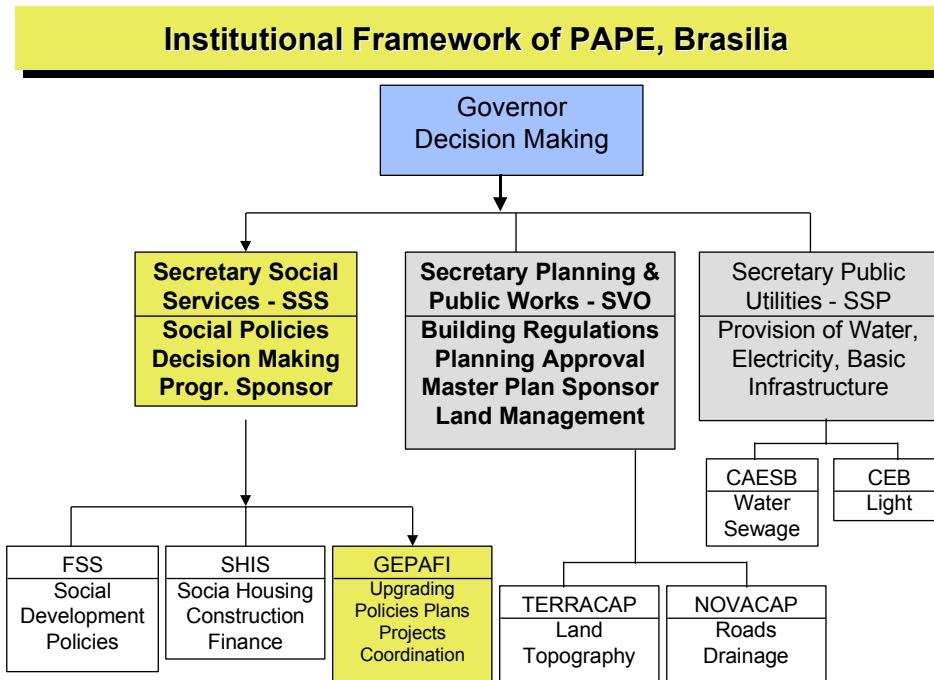 Institutional Framework of PAPE, Brasilia
Governor
Decision Making
Secretary Social
Services - SSS
Social Policies
Decision Making
Progr. Sponsor
Secretary Planning &
Public Works - SVO
Building Regulations
Planning Approval
Master Plan Sponsor
Land Management
Secretary Public
Utilities - SSP
Provision of Water,
Electricity, Basic
Infrastructure
CAESB
Water
Sewage
CEB
Light
FSS
Social
Development
Policies
SHIS
Socia Housing
Construction
Finance
GEPAFI
Upgrading
Policies Plans
Projects
Coordination
TERRACAP
Land
Topography
NOVACAP
Roads
Drainage